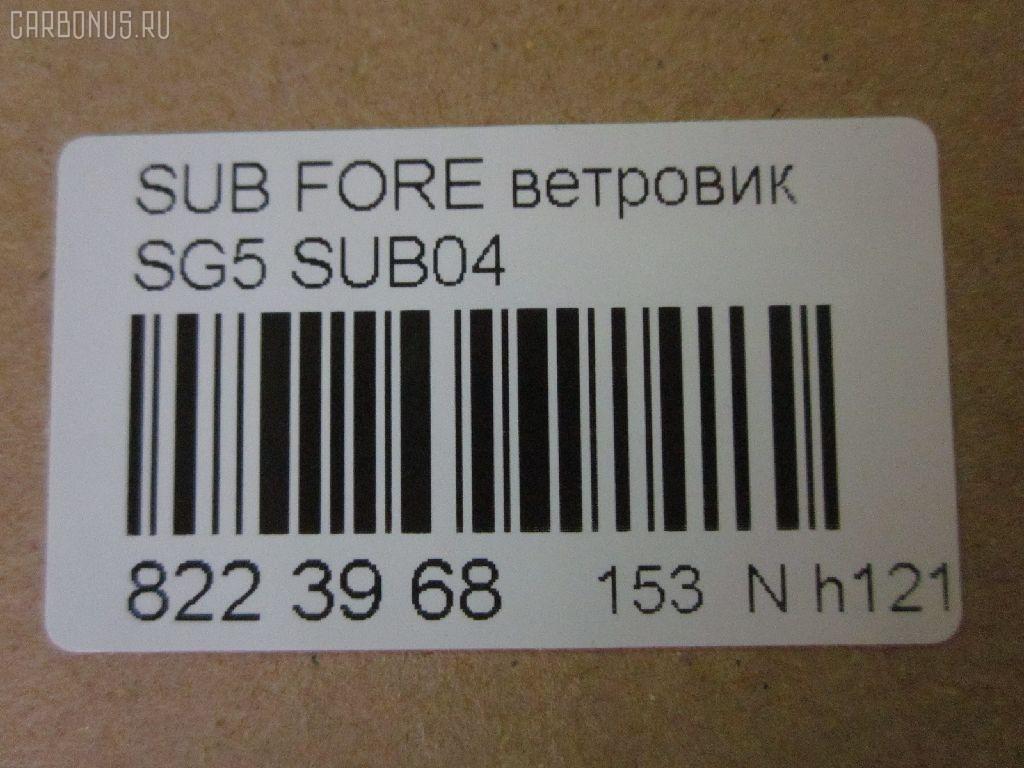 CARBONUS.RU
SUB FORE ветровик
SG5 SUB04
822 39 68 153 N h121